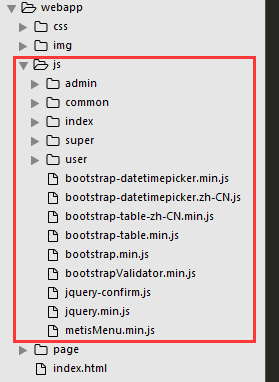 webapp
css
img
js
admin
common
index
super
user
bootstrap-datetimepicker.min.js
bootstrap-datetimepicker.zh-CN.js
bootstrap-table-zh-CN.min.js
bootstrap-table.min.js
bootstrap.min.js
bootstrapValidator.min.js
jquery-confirm.js
jquery.min.js
metisMenu.min.js
page
index.html